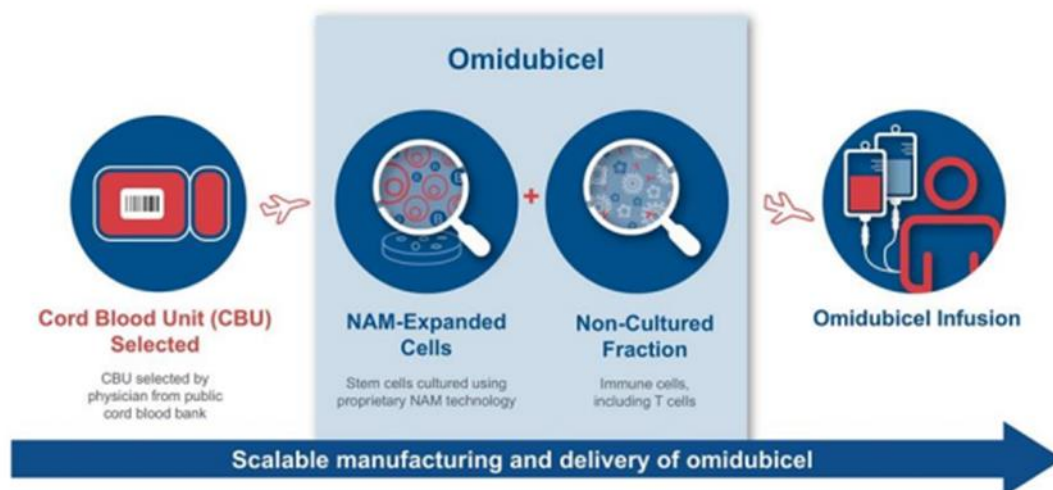 Omidubicel
Cord Blood Unit (CBU)
Selected
CBU selected by
physician from public
cord blood bank
NAM-Expanded
Cells
Stem cells cultured using
proprietary NAM technology
+
Non-Cultured
Fraction
Immune cells,
including T cells
Omidubicel Infusion
Scalable manufacturing and delivery of omidubicel